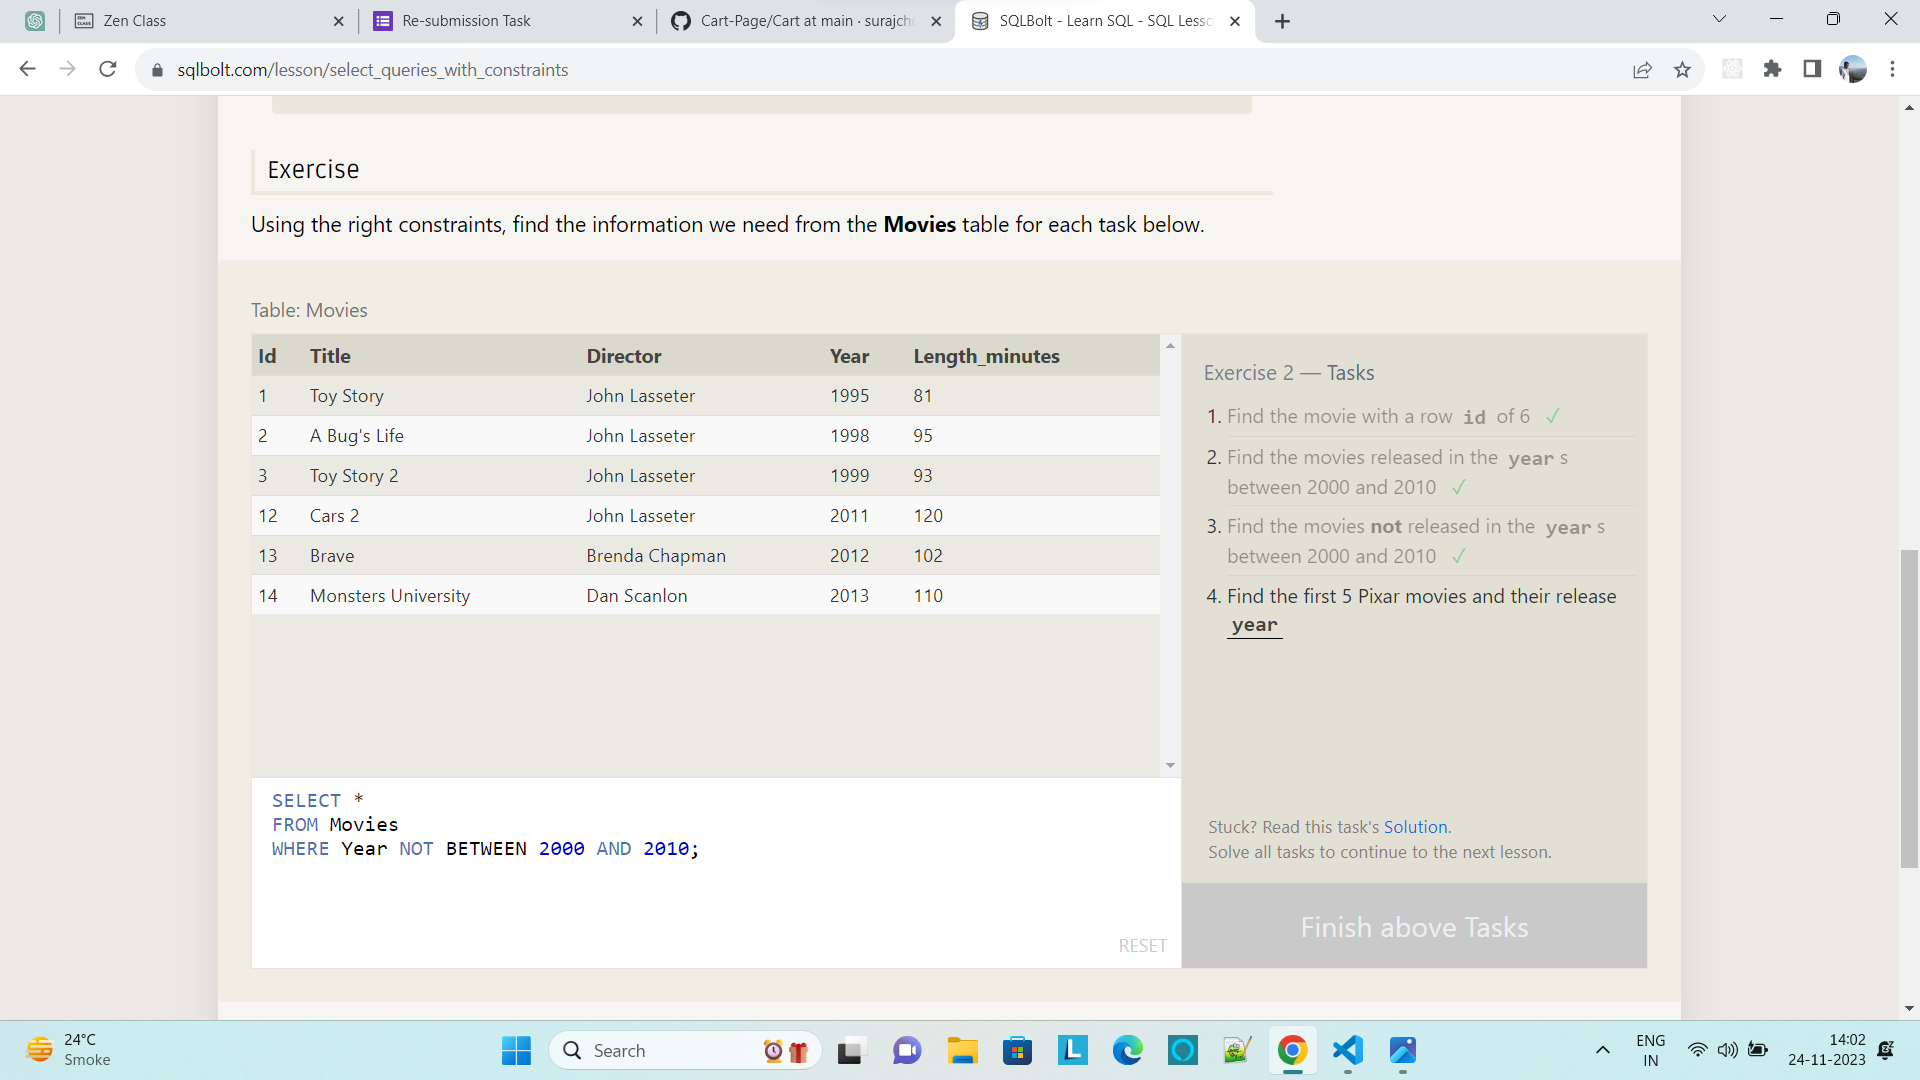 Zen Class
Re-submission Task
Cart-Page/Cart at main · surajch
SQLBolt - Learn SQL - SQL Less
sqlbolt.com/lesson/select_queries_with_constraints
Exercise
Using the right constraints, find the information we need from the Movies table for each task below.
Table: Movies
Id Title Director Year Length_minutes
1 Toy Story John Lasseter 1995 81
2 A Bug's Life John Lasseter 1998 95
3 Toy Story 2 John Lasseter 1999 93
12 Cars 2 John Lasseter 2011 120
13 Brave Brenda Chapman 2012 102
14 Monsters University Dan Scanlon 2013 110
SELECT *
FROM Movies
WHERE Year NOT BETWEEN 2000 AND 2010;
RESET
Exercise 2 — Tasks
1. Find the movie with a row id of 6 ✓
2. Find the movies released in the year s
between 2000 and 2010 ✓
3. Find the movies not released in the year s
between 2000 and 2010 ✓
4. Find the first 5 Pixar movies and their release
year
Stuck? Read this task's Solution.
Solve all tasks to continue to the next lesson.
Finish above Tasks
24°C
Smoke
Search
ENG
IN
14:02
24-11-2023